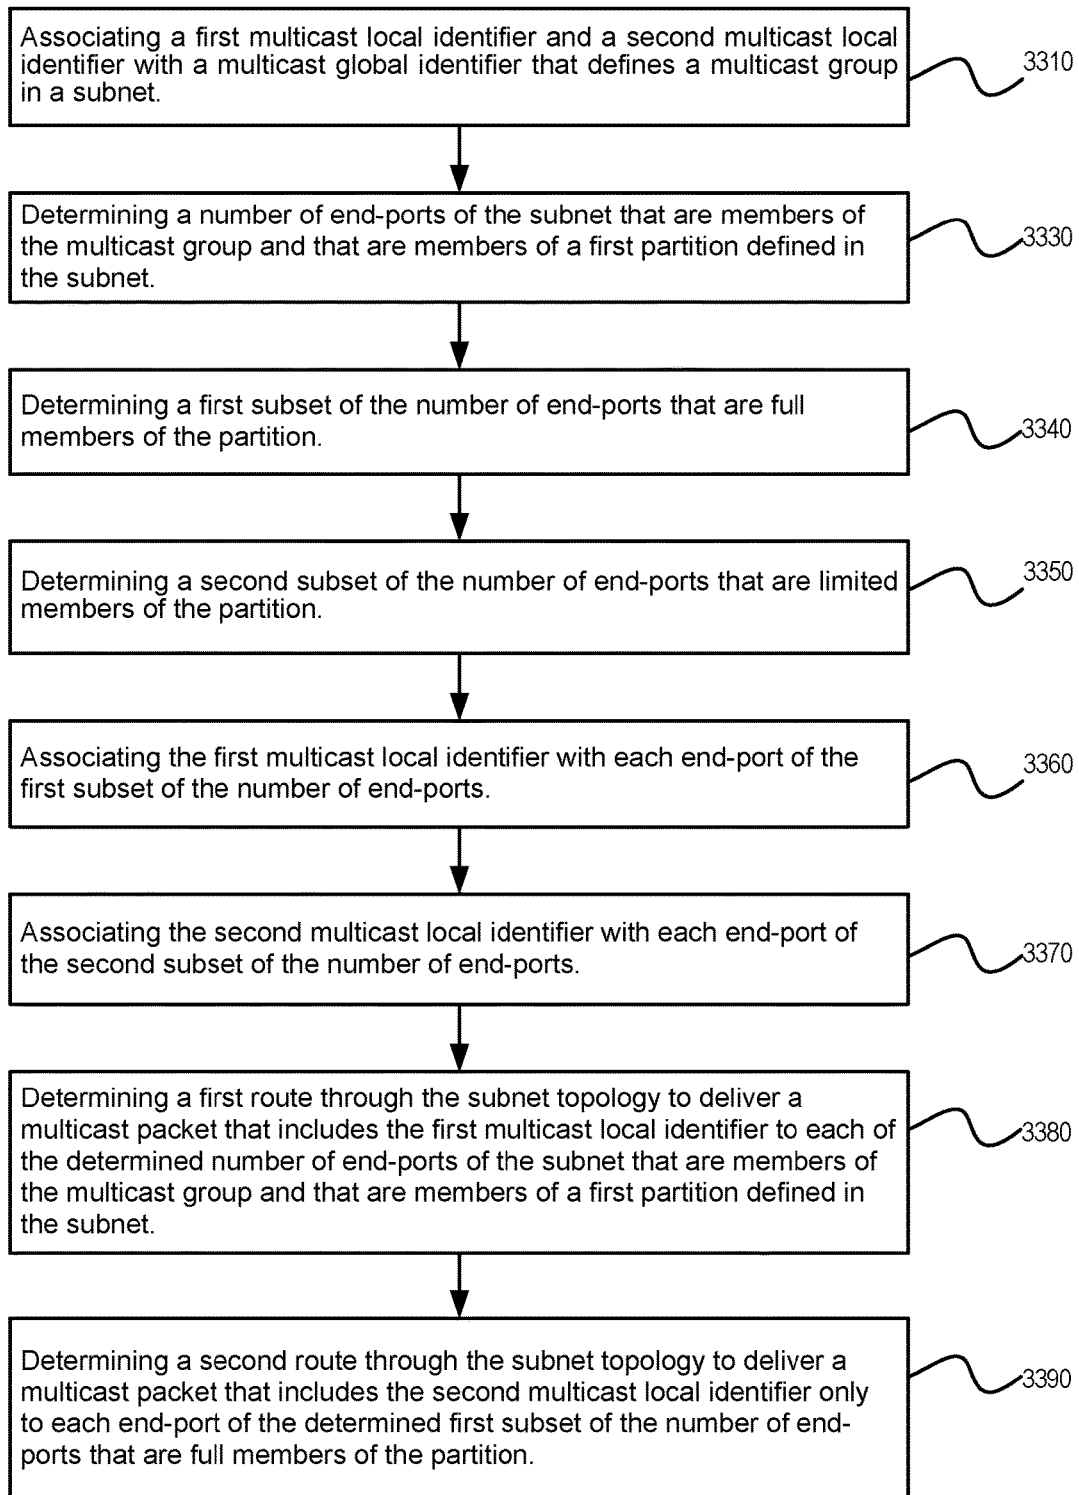 Associating a first multicast local identifier and a second multicast local
identifier with a multicast global identifier that defines a multicast group
in a subnet.
3310
Determining a number of end-ports of the subnet that are members of
the multicast group and that are members of a first partition defined in
the subnet.
3330
Determining a first subset of the number of end-ports that are full
members of the partition.
3340
Determining a second subset of the number of end-ports that are limited
members of the partition.
3350
Associating the first multicast local identifier with each end-port of the
first subset of the number of end-ports.
3360
Associating the second multicast local identifier with each end-port of
the second subset of the number of end-ports.
3370
Determining a first route through the subnet topology to deliver a
multicast packet that includes the first multicast local identifier to each of
the determined number of end-ports of the subnet that are members of
the multicast group and that are members of a first partition defined in
the subnet.
3380
Determining a second route through the subnet topology to deliver a
multicast packet that includes the second multicast local identifier only
to each end-port of the determined first subset of the number of end-
ports that are full members of the partition.
3390